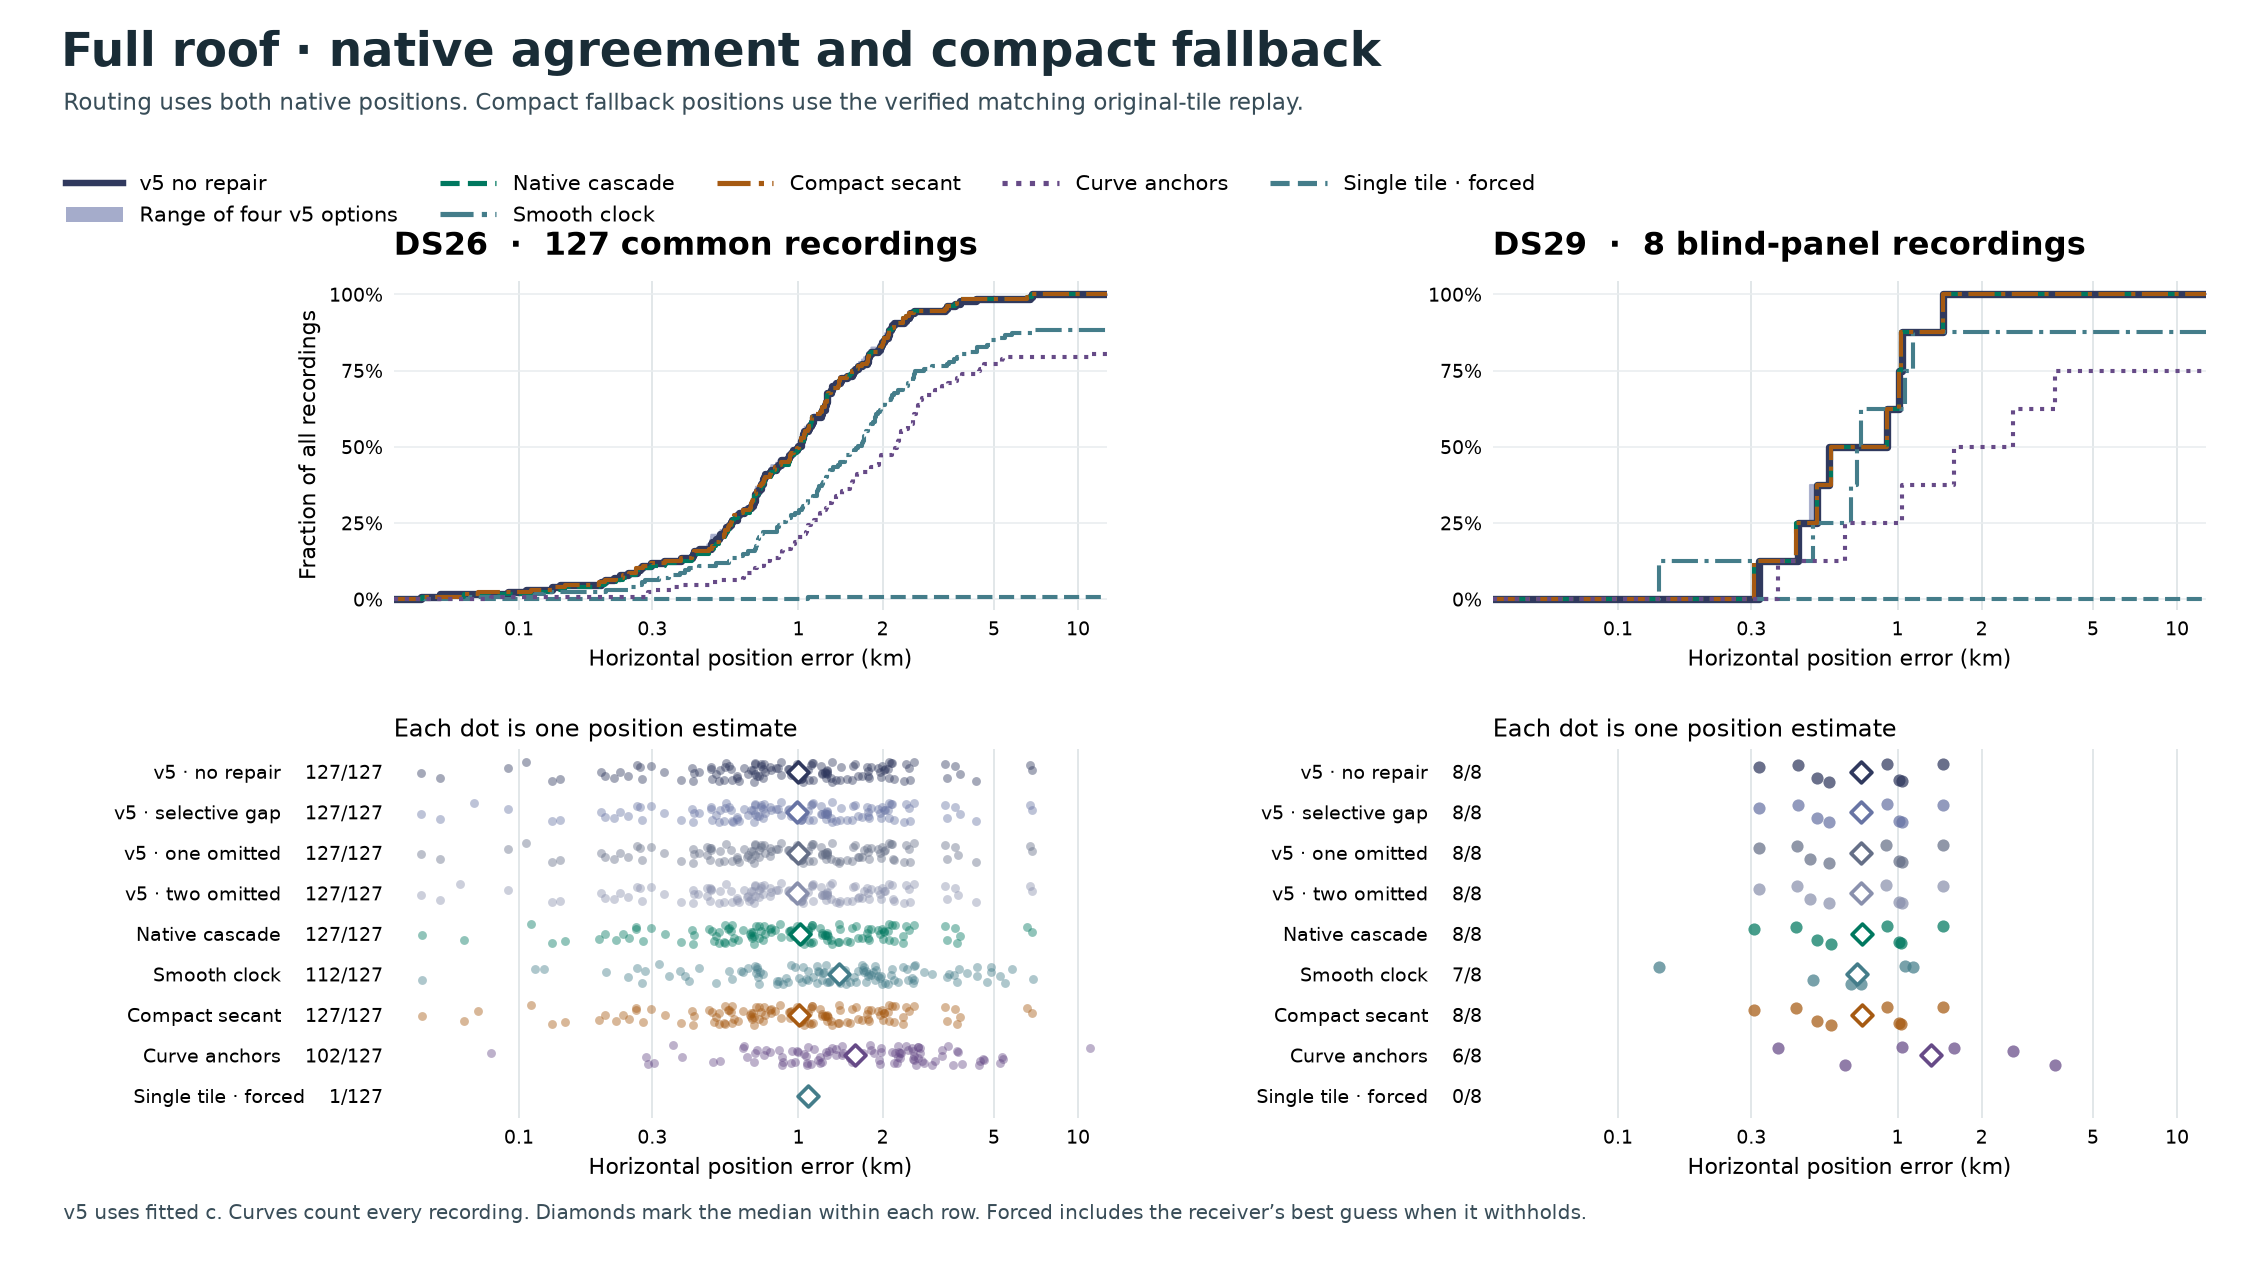 Full roof · native agreement and compact fallback
Routing uses both native positions. Compact fallback positions use the verified matching original-tile replay.
v5 no repair
Native cascade
Compact secant
Curve anchors
Single tile · forced
Range of four v5 options
Smooth clock
DS26 · 127 common recordings
100%
75%
50%
25%
0%
Fraction of all recordings
0.1 0.3 1 2 5 10
Horizontal position error (km)
DS29 · 8 blind-panel recordings
100%
75%
50%
25%
0%
0.1 0.3 1 2 5 10
Horizontal position error (km)
Each dot is one position estimate
v5 · no repair 127/127
v5 · selective gap 127/127
v5 · one omitted 127/127
v5 · two omitted 127/127
Native cascade 127/127
Smooth clock 112/127
Compact secant 127/127
Curve anchors 102/127
Single tile · forced 1/127
0.1 0.3 1 2 5 10
Horizontal position error (km)
Each dot is one position estimate
v5 · no repair 8/8
v5 · selective gap 8/8
v5 · one omitted 8/8
v5 · two omitted 8/8
Native cascade 8/8
Smooth clock 7/8
Compact secant 8/8
Curve anchors 6/8
Single tile · forced 0/8
0.1 0.3 1 2 5 10
Horizontal position error (km)
v5 uses fitted c. Curves count every recording. Diamonds mark the median within each row. Forced includes the receiver’s best guess when it withholds.